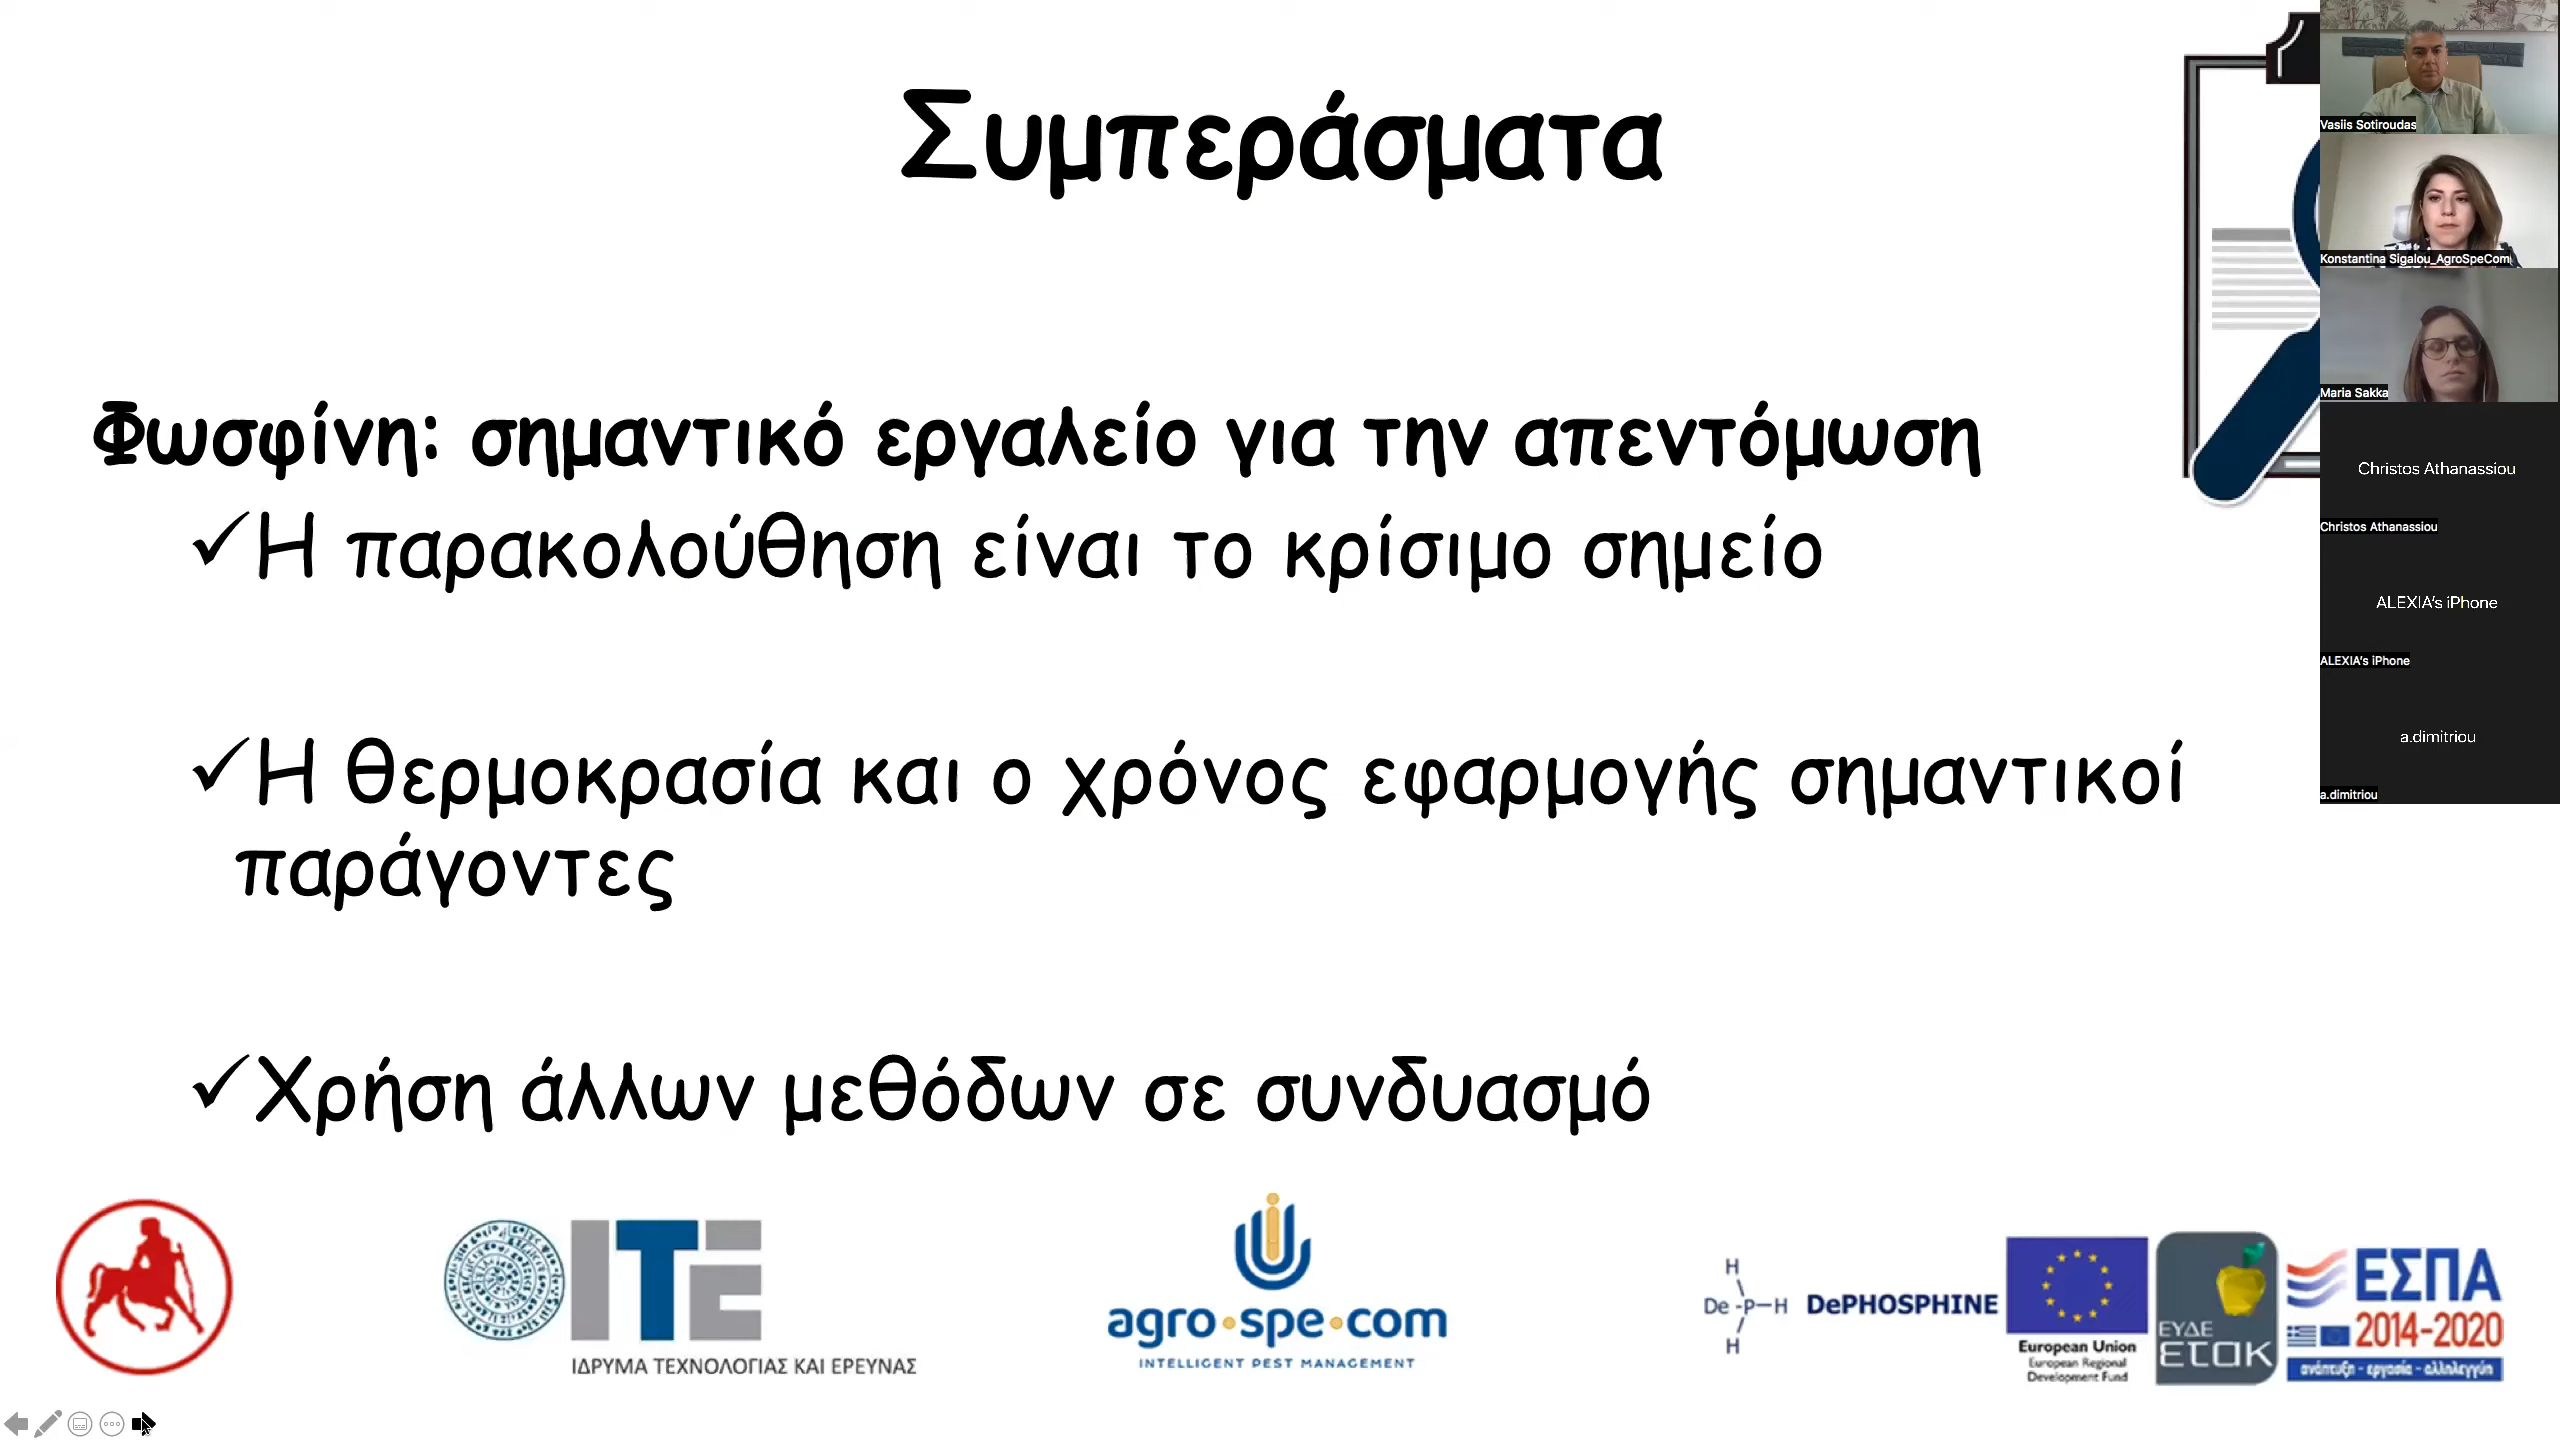 Συμπεράσματα
Φωσφίνη: σημαντικό εργαλείο για την απεντόμωση
✓Η παρακολούθηση είναι το κρίσιμο σημείο
✓Η θερμοκρασία και ο χρόνος εφαρμογής σημαντικοί
παράγοντες
✓Χρήση άλλων μεθόδων σε συνδυασμό
Vasiis Sotiroudas
Konstantina Sigalou_AgroSpeCom
Maria Sakka
Christos Athanassiou
Christos Athanassiou
ALEXIA's iPhone
ALEXIA's iPhone
a.dimitriou
a.dimitriou
ΙΤΕ
ΙΔΡΥΜΑ ΤΕΧΝΟΛΟΓΙΑΣ ΚΑΙ ΕΡΕΥΝΑΣ
agro•spe•com
INTELLIGENT PEST MANAGEMENT
H
De -P-H
H
DePHOSPHINE
European Union
European Regional
Development Fund
ΕΥΔΕ
ΕΤΑΚ
ΕΣΠΑ
2014-2020
ανάπτυξη - εργασία - αλληλεγγύη